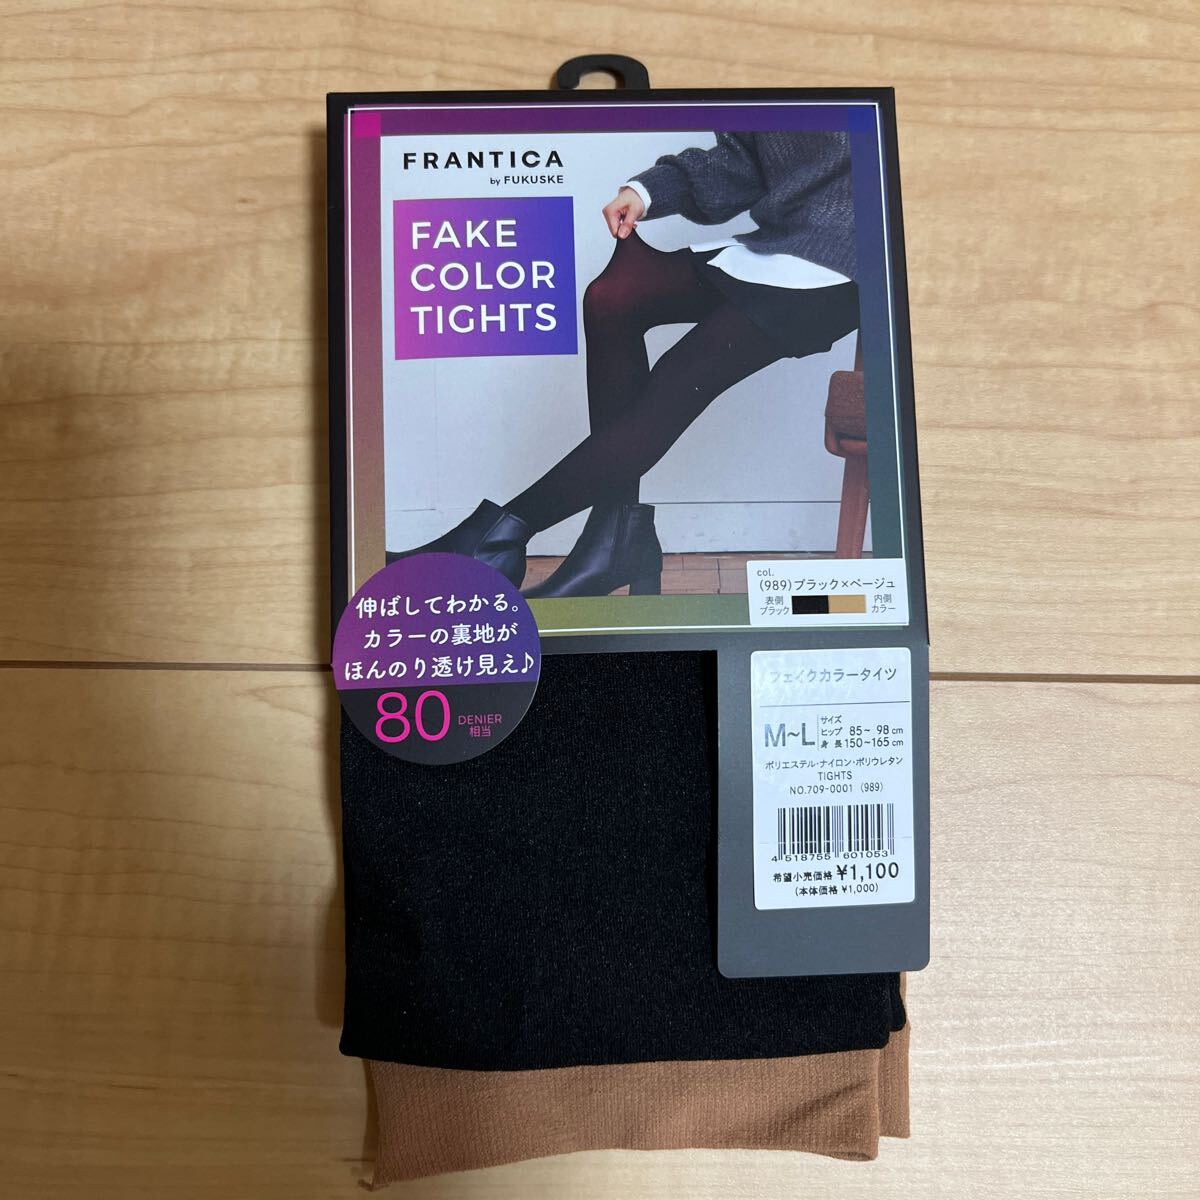 FRANTICA
by FUKUSKE
FAKE
COLOR
TIGHTS
col.
(989)ブラック×ベージュ
表側
ブラック
内側
カラー
伸ばしてわかる。
カラーの裏地が
ほんのり透け見え♪
80 DENIER
相当
フェイクカラータイツ
M~L
サイズ
ヒップ 85~ 98cm
身長 150~165cm
ポリエステル・ナイロン・ポリウレタン
TIGHTS
NO.709-0001 (989)
4 518755 601053
希望小売価格 ¥1,100
(本体価格 ¥1,000)